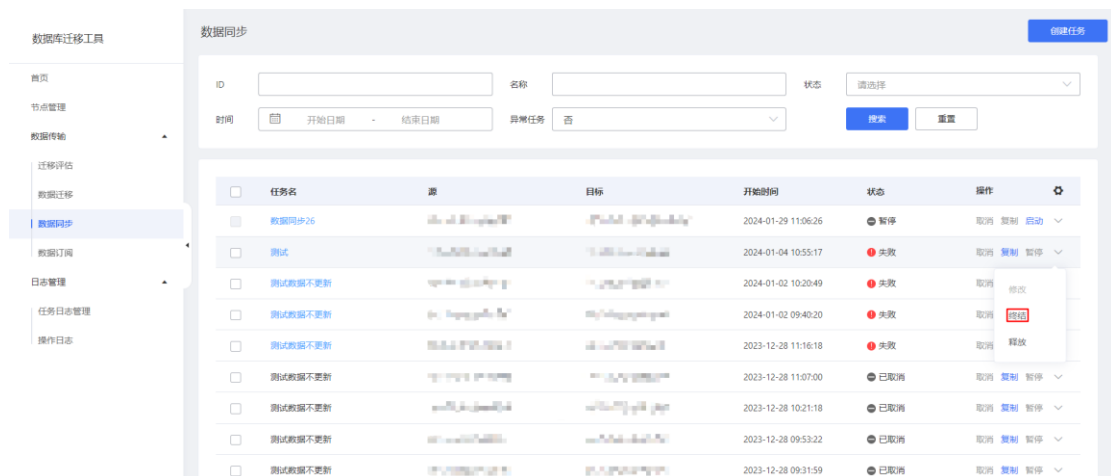 数据库迁移工具
首页
节点管理
数据传输
迁移评估
数据迁移
数据同步
数据订阅
日志管理
任务日志管理
操作日志
数据同步 创建任务
ID 名称 状态 请选择
时间 开始日期 - 结束日期 异常任务 否 搜索 重置
任务名 源 目标 开始时间 状态 操作
数据同步26 2024-01-29 11:06:26 暂停 取消 复制 启动
测试 2024-01-04 10:55:17 失败 取消 复制 暂停
测试数据不更新 2024-01-02 10:20:49 失败 取消
测试数据不更新 2024-01-02 09:40:20 失败 取消
测试数据不更新 2023-12-28 11:16:18 失败 取消
修改
终结
释放
测试数据不更新 2023-12-28 11:07:00 已取消 取消 复制 暂停
测试数据不更新 2023-12-28 10:21:18 已取消 取消 复制 暂停
测试数据不更新 2023-12-28 09:53:22 已取消 取消 复制 暂停
测试数据不更新 2023-12-28 09:31:59 已取消 取消 复制 暂停